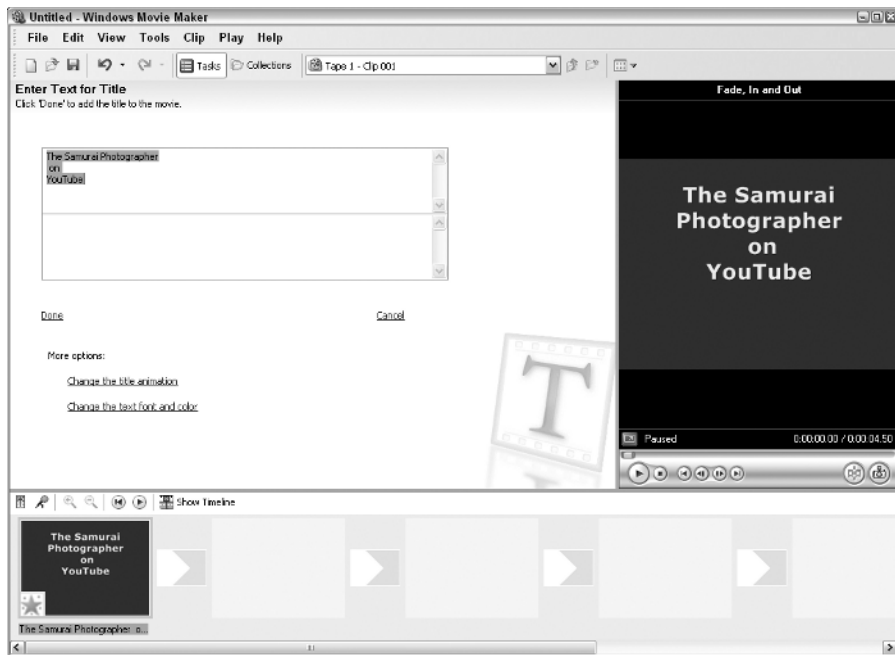 Untitled - Windows Movie Maker
File Edit View Tools Clip Play Help
Tasks Collections Tape 1 - Clip 001
Enter Text for Title
Click 'Done' to add the title to the movie.
The Samurai Photographer
on
YouTube
Done Cancel
More options:
Change the title animation
Change the text font and color
T
Fade, In and Out
The Samurai
Photographer
on
YouTube
Paused 0:00:00.00 / 0:00:04.50
Show Timeline
The Samurai
Photographer
on
YouTube
The Samurai Photographer o...